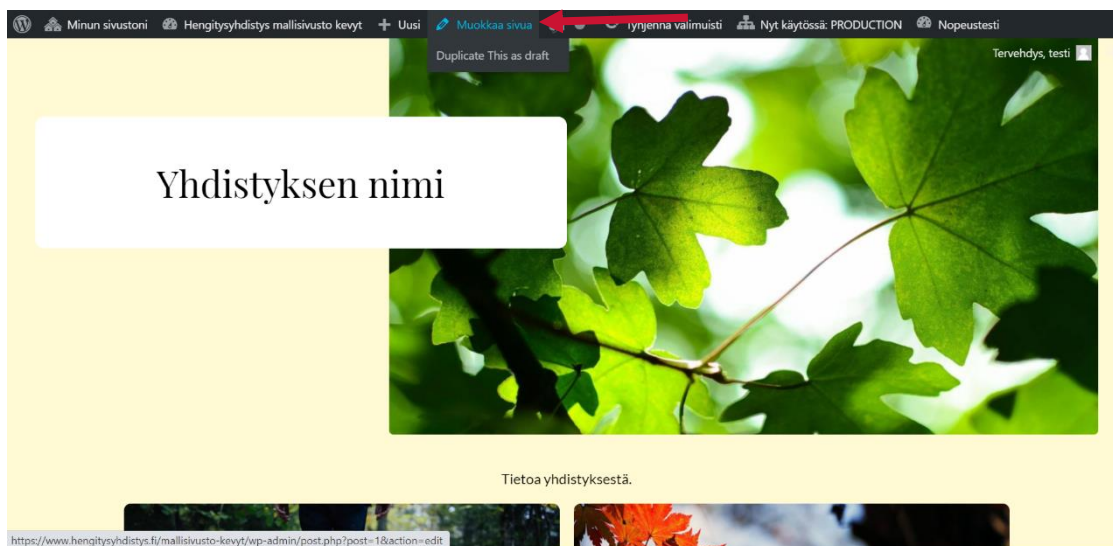 Minun sivustoni Hengitysyhdistys mallisivusto kevyt Uusi Muokkaa sivua Tyhjennä välimuisti Nyt käytössä: PRODUCTION Nopeustesti
Duplicate This as draft
Tervehdys, testi
Yhdistyksen nimi
Tietoa yhdistyksestä.
https://www.hengitysyhdistys.fi/mallisivusto-kevyt/wp-admin/post.php?post=1&action=edit